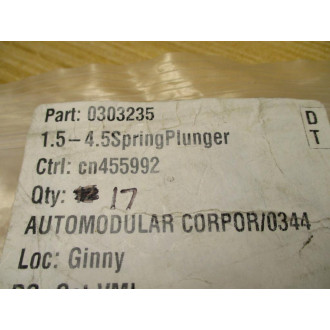 Part: 0303235
1.5-4.5SpringPlunger
Ctrl: cn455992
Qty: 17
AUTOMODULAR CORPOR/0344
Loc: Ginny
D
T